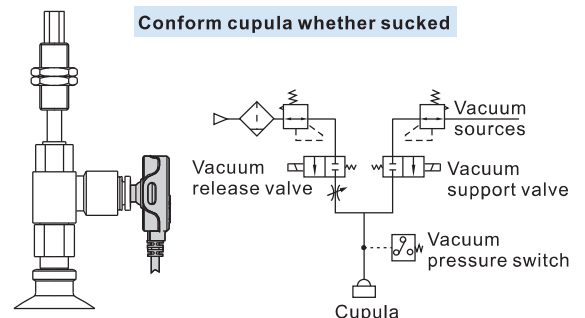 Conform cupula whether sucked
Vacuum
sources
Vacuum
release valve
Vacuum
support valve
Vacuum
pressure switch
Cupula